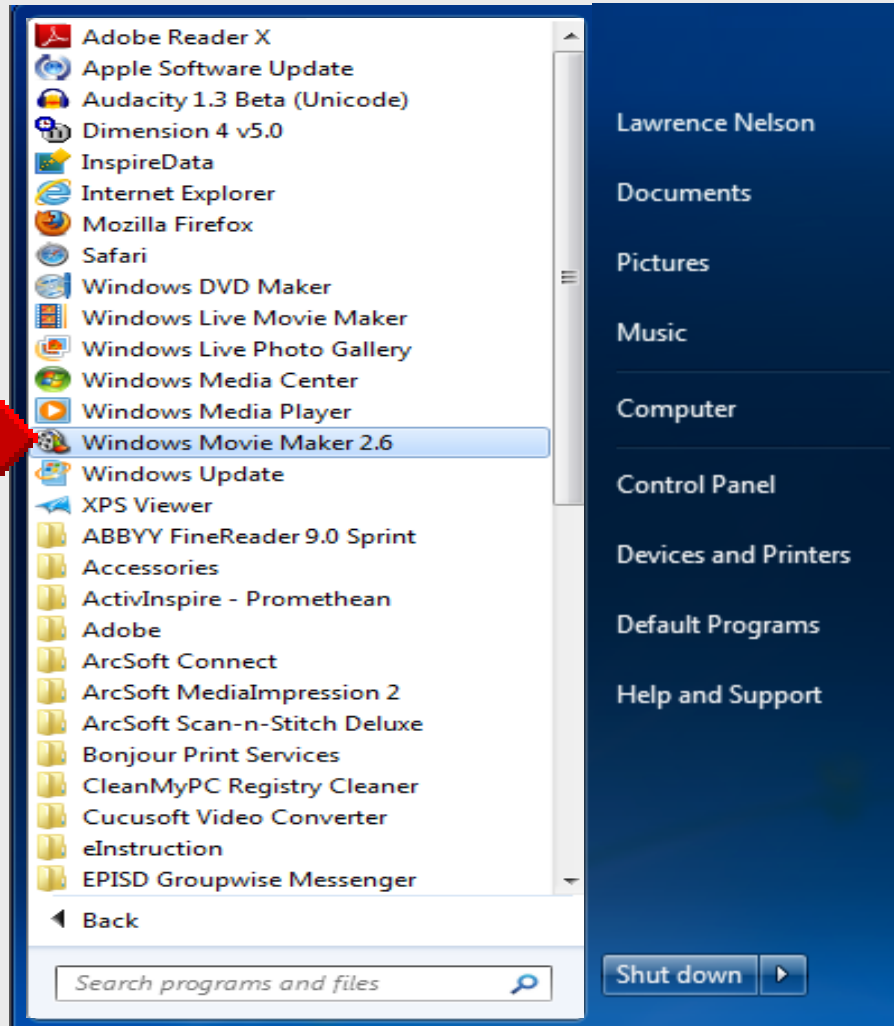 Adobe Reader X
Apple Software Update
Audacity 1.3 Beta (Unicode)
Dimension 4 v5.0
InspireData
Internet Explorer
Mozilla Firefox
Safari
Windows DVD Maker
Windows Live Movie Maker
Windows Live Photo Gallery
Windows Media Center
Windows Media Player
Windows Movie Maker 2.6
Windows Update
XPS Viewer
ABBYY FineReader 9.0 Sprint
Accessories
ActivInspire - Promethean
Adobe
ArcSoft Connect
ArcSoft MediaImpression 2
ArcSoft Scan-n-Stitch Deluxe
Bonjour Print Services
CleanMyPC Registry Cleaner
Cucusoft Video Converter
eInstruction
EPISD Groupwise Messenger
Back
Search programs and files
Lawrence Nelson
Documents
Pictures
Music
Computer
Control Panel
Devices and Printers
Default Programs
Help and Support
Shut down